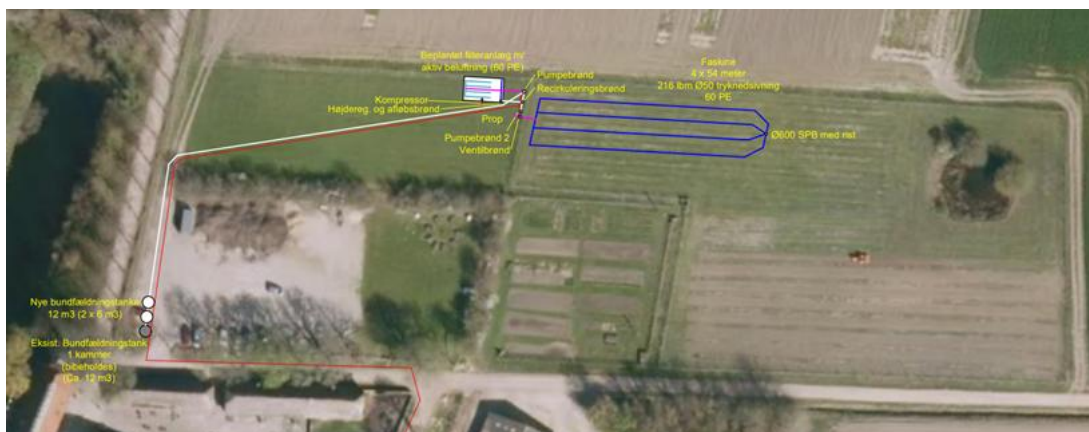 Beplantet filteranlæg m/
aktiv beluftning (60 PE)
Pumpebrønd
Recirkuleringsbrønd
Kompressor
Højdereg. og afløbsbrønd
Prop
Pumpebrønd 2
Ventilbrønd
Faskine
4 x 54 meter
216 lbm Ø50 tryknedsivning
60 PE
Ø600 SPB med rist
Nye bundfældningstanke
12 m3 (2 x 6 m3)
Eksist. Bundfældningstank
1 kammer
(bibeholdes)
(Ca. 12 m3)